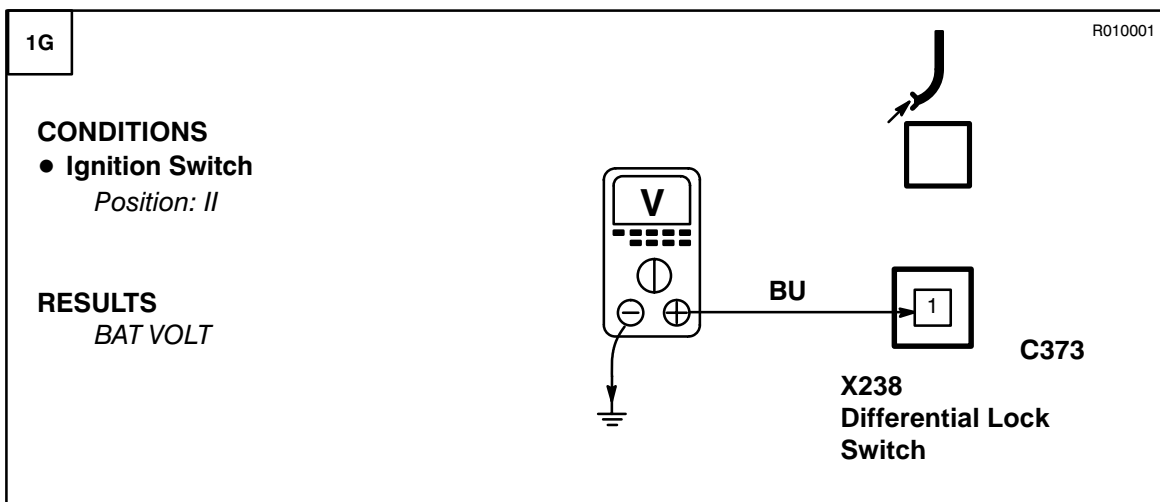 1G
R010001
CONDITIONS
● Ignition Switch
Position: II
RESULTS
BAT VOLT
V
BU
1
C373
X238
Differential Lock
Switch